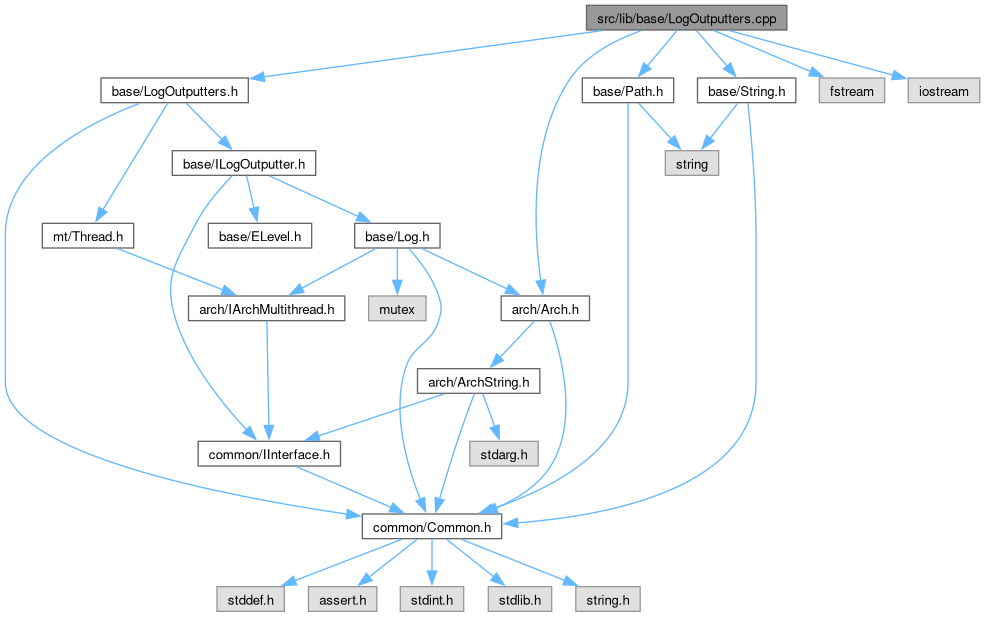 src/lib/base/LogOutputters.cpp
base/LogOutputters.h
base/Path.h
base/String.h
fstream
iostream
base/ILogOutputter.h
string
mt/Thread.h
base/ELevel.h
base/Log.h
arch/IArchMultithread.h
mutex
arch/Arch.h
arch/ArchString.h
common/IInterface.h
stdarg.h
common/Common.h
stddef.h
assert.h
stdint.h
stdlib.h
string.h